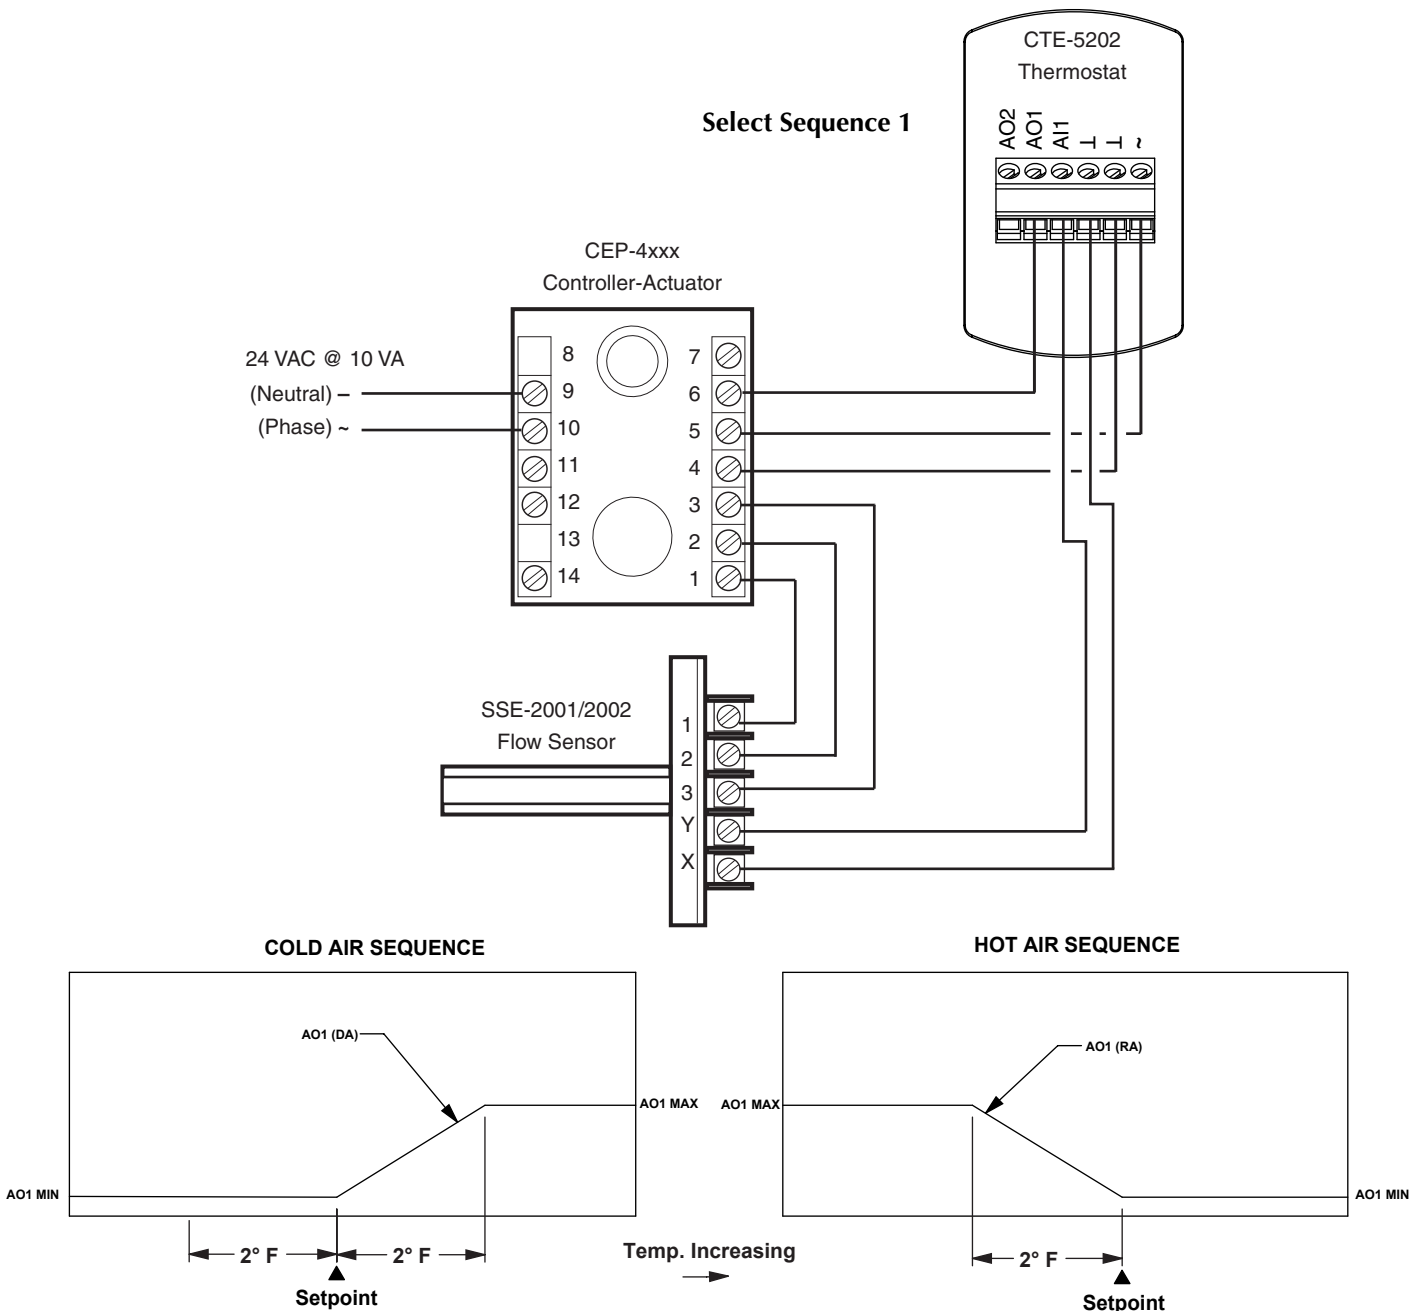 CTE-5202
Thermostat
Select Sequence 1
AO2
AO1
AI1
⊥
⊥
~
CEP-4xxx
Controller-Actuator
24 VAC @ 10 VA
(Neutral) –
(Phase) ~
8
9
10
11
12
13
14
7
6
5
4
3
2
1
SSE-2001/2002
Flow Sensor
1
2
3
Y
X
COLD AIR SEQUENCE
AO1 (DA)
AO1 MAX
AO1 MIN
2° F
2° F
Setpoint
Temp. Increasing
HOT AIR SEQUENCE
AO1 (RA)
AO1 MAX
AO1 MIN
2° F
Setpoint